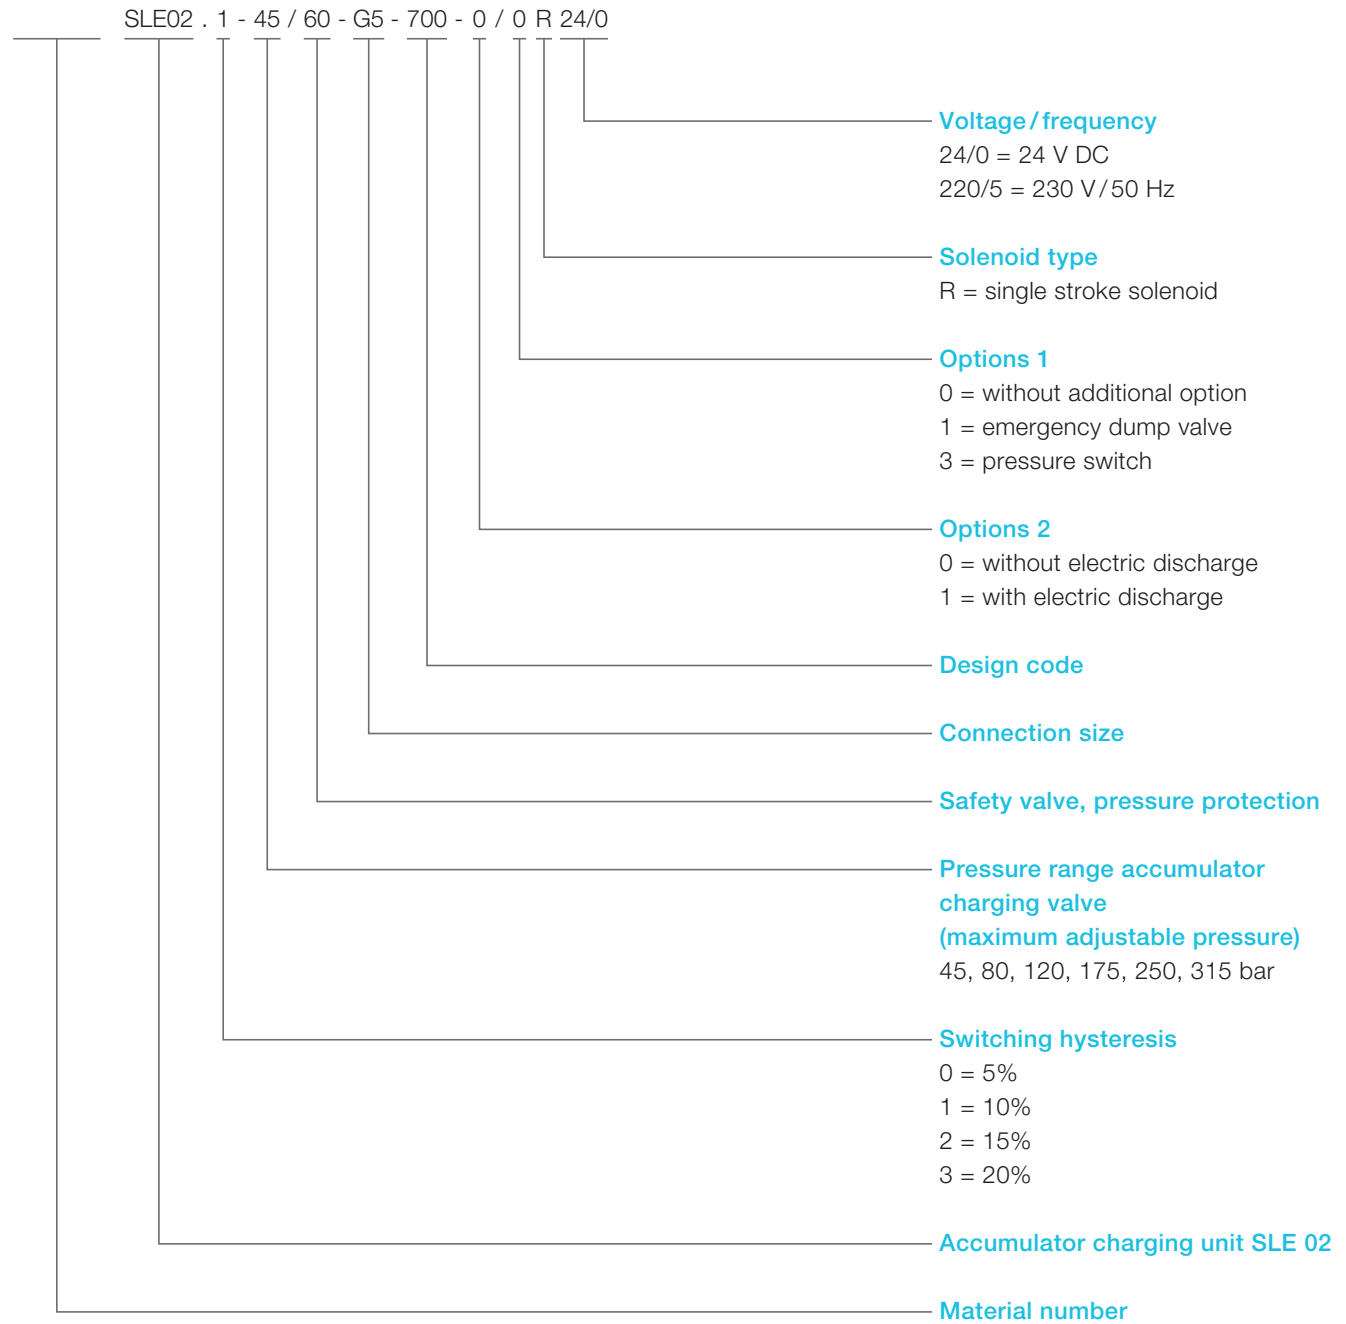 SLE02 . 1 - 45 / 60 - G5 - 700 - 0 / 0 R 24/0
Voltage / frequency
24/0 = 24 V DC
220/5 = 230 V / 50 Hz
Solenoid type
R = single stroke solenoid
Options 1
0 = without additional option
1 = emergency dump valve
3 = pressure switch
Options 2
0 = without electric discharge
1 = with electric discharge
Design code
Connection size
Safety valve, pressure protection
Pressure range accumulator
charging valve
(maximum adjustable pressure)
45, 80, 120, 175, 250, 315 bar
Switching hysteresis
0 = 5%
1 = 10%
2 = 15%
3 = 20%
Accumulator charging unit SLE 02
Material number